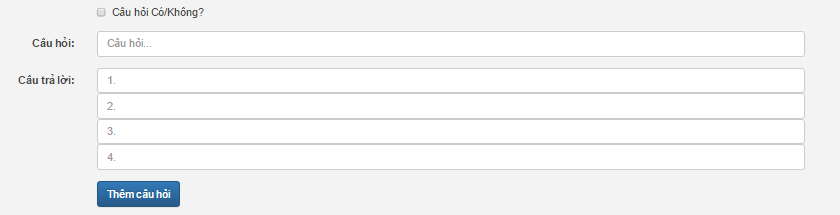 Câu hỏi Có/Không?
Câu hỏi: Câu hỏi...
Câu trả lời: 1.
2.
3.
4.
Thêm câu hỏi